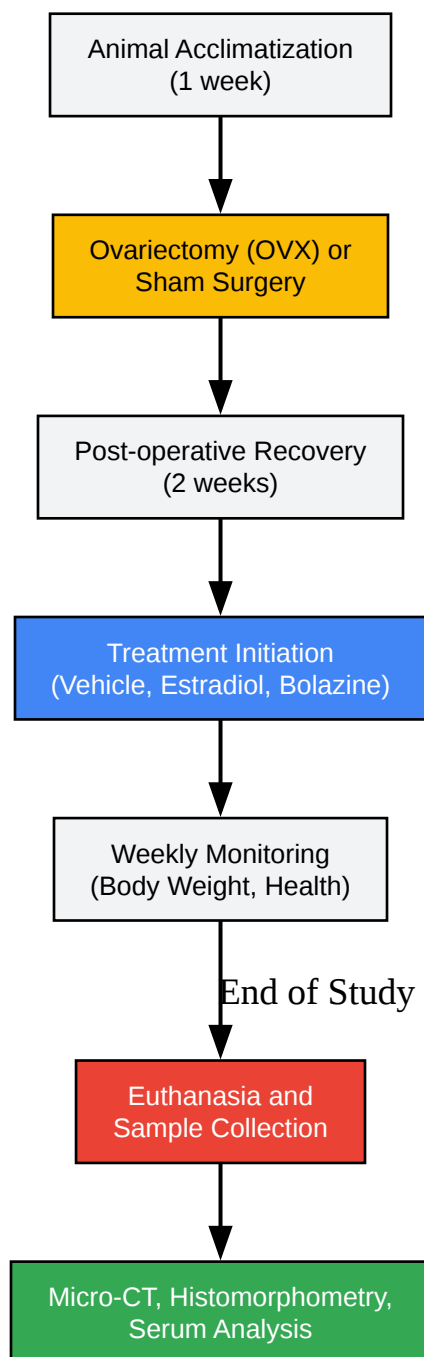 Animal Acclimatization
(1 week)
Ovariectomy (OVX) or
Sham Surgery
Post-operative Recovery
(2 weeks)
Treatment Initiation
(Vehicle, Estradiol, Bolazine)
Weekly Monitoring
(Body Weight, Health)
End of Study
Euthanasia and
Sample Collection
Micro-CT, Histomorphometry,
Serum Analysis